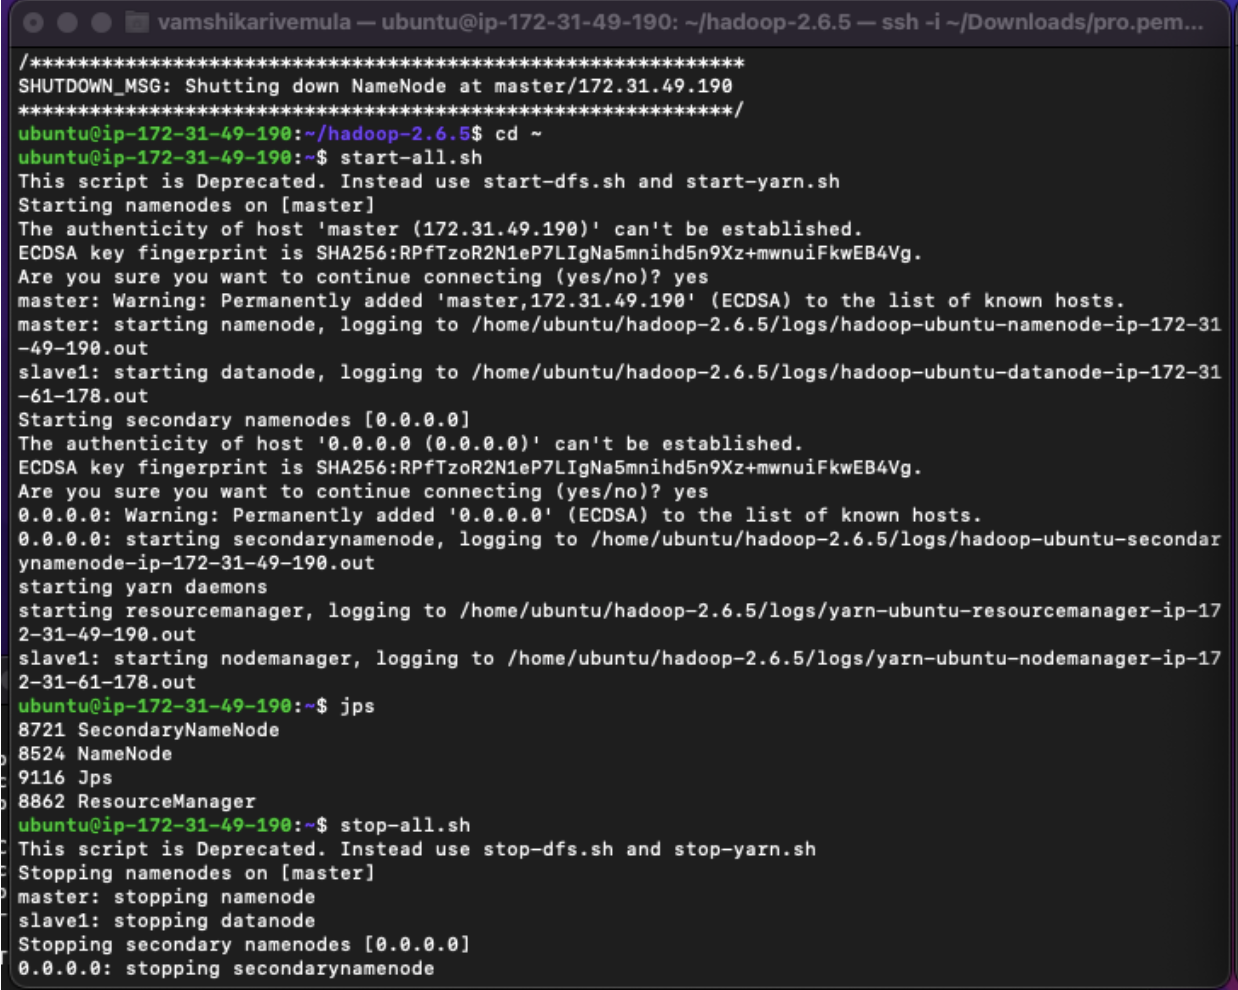 vamshikarivemula — ubuntu@ip-172-31-49-190: ~/hadoop-2.6.5 — ssh -i ~/Downloads/pro.pem...
/************************************************************
SHUTDOWN_MSG: Shutting down NameNode at master/172.31.49.190
************************************************************/
ubuntu@ip-172-31-49-190:~/hadoop-2.6.5$ cd ~
ubuntu@ip-172-31-49-190:~$ start-all.sh
This script is Deprecated. Instead use start-dfs.sh and start-yarn.sh
Starting namenodes on [master]
The authenticity of host 'master (172.31.49.190)' can't be established.
ECDSA key fingerprint is SHA256:RPfTzoR2N1eP7LIgNa5mnihd5n9Xz+mwnuiFkwEB4Vg.
Are you sure you want to continue connecting (yes/no)? yes
master: Warning: Permanently added 'master,172.31.49.190' (ECDSA) to the list of known hosts.
master: starting namenode, logging to /home/ubuntu/hadoop-2.6.5/logs/hadoop-ubuntu-namenode-ip-172-31
-49-190.out
slave1: starting datanode, logging to /home/ubuntu/hadoop-2.6.5/logs/hadoop-ubuntu-datanode-ip-172-31
-61-178.out
Starting secondary namenodes [0.0.0.0]
The authenticity of host '0.0.0.0 (0.0.0.0)' can't be established.
ECDSA key fingerprint is SHA256:RPfTzoR2N1eP7LIgNa5mnihd5n9Xz+mwnuiFkwEB4Vg.
Are you sure you want to continue connecting (yes/no)? yes
0.0.0.0: Warning: Permanently added '0.0.0.0' (ECDSA) to the list of known hosts.
0.0.0.0: starting secondarynamenode, logging to /home/ubuntu/hadoop-2.6.5/logs/hadoop-ubuntu-secondar
ynamenode-ip-172-31-49-190.out
starting yarn daemons
starting resourcemanager, logging to /home/ubuntu/hadoop-2.6.5/logs/yarn-ubuntu-resourcemanager-ip-17
2-31-49-190.out
slave1: starting nodemanager, logging to /home/ubuntu/hadoop-2.6.5/logs/yarn-ubuntu-nodemanager-ip-17
2-31-61-178.out
ubuntu@ip-172-31-49-190:~$ jps
8721 SecondaryNameNode
8524 NameNode
9116 Jps
8862 ResourceManager
ubuntu@ip-172-31-49-190:~$ stop-all.sh
This script is Deprecated. Instead use stop-dfs.sh and stop-yarn.sh
Stopping namenodes on [master]
master: stopping namenode
slave1: stopping datanode
Stopping secondary namenodes [0.0.0.0]
0.0.0.0: stopping secondarynamenode